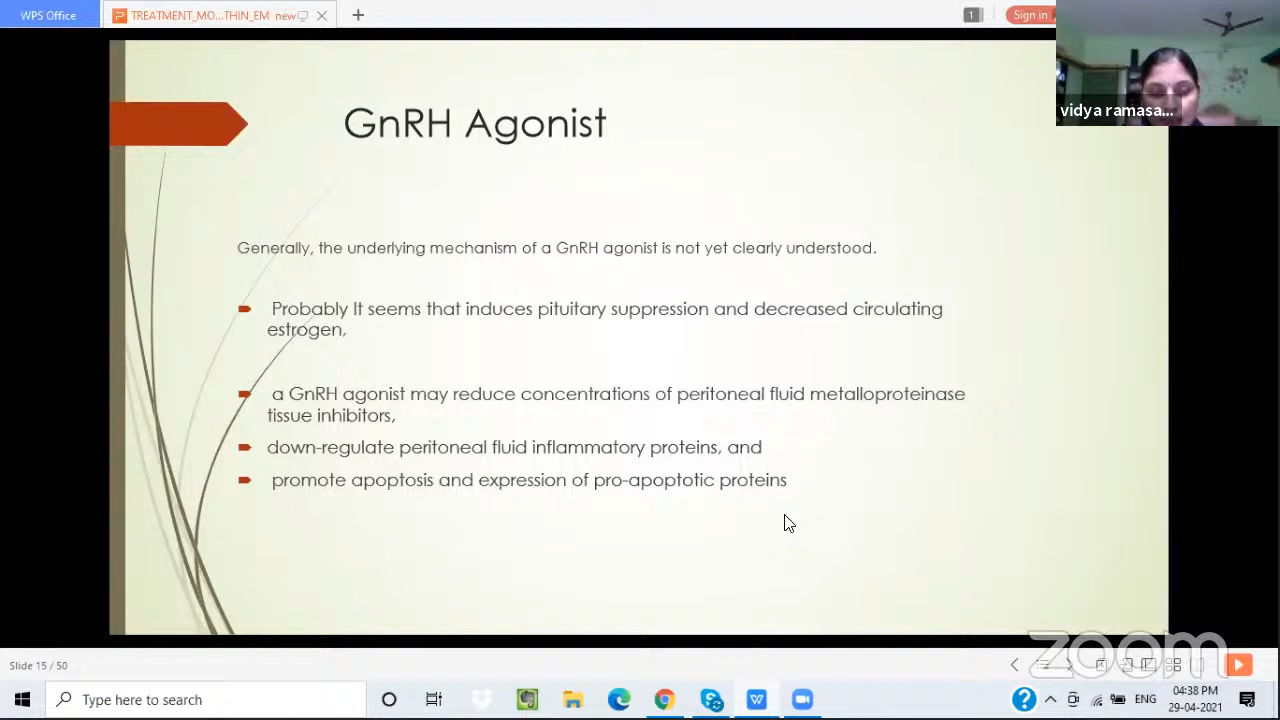 WPS Office
TREATMENT_MO...THIN_EM new
1
Sign in
vidya ramasa...
GnRH Agonist
Generally, the underlying mechanism of a GnRH agonist is not yet clearly understood.
Probably It seems that induces pituitary suppression and decreased circulating
estrogen,
a GnRH agonist may reduce concentrations of peritoneal fluid metalloproteinase
tissue inhibitors,
down-regulate peritoneal fluid inflammatory proteins, and
promote apoptosis and expression of pro-apoptotic proteins
zoom
Slide 15 / 50
Type here to search
ENG
04:38 PM
29-04-2021